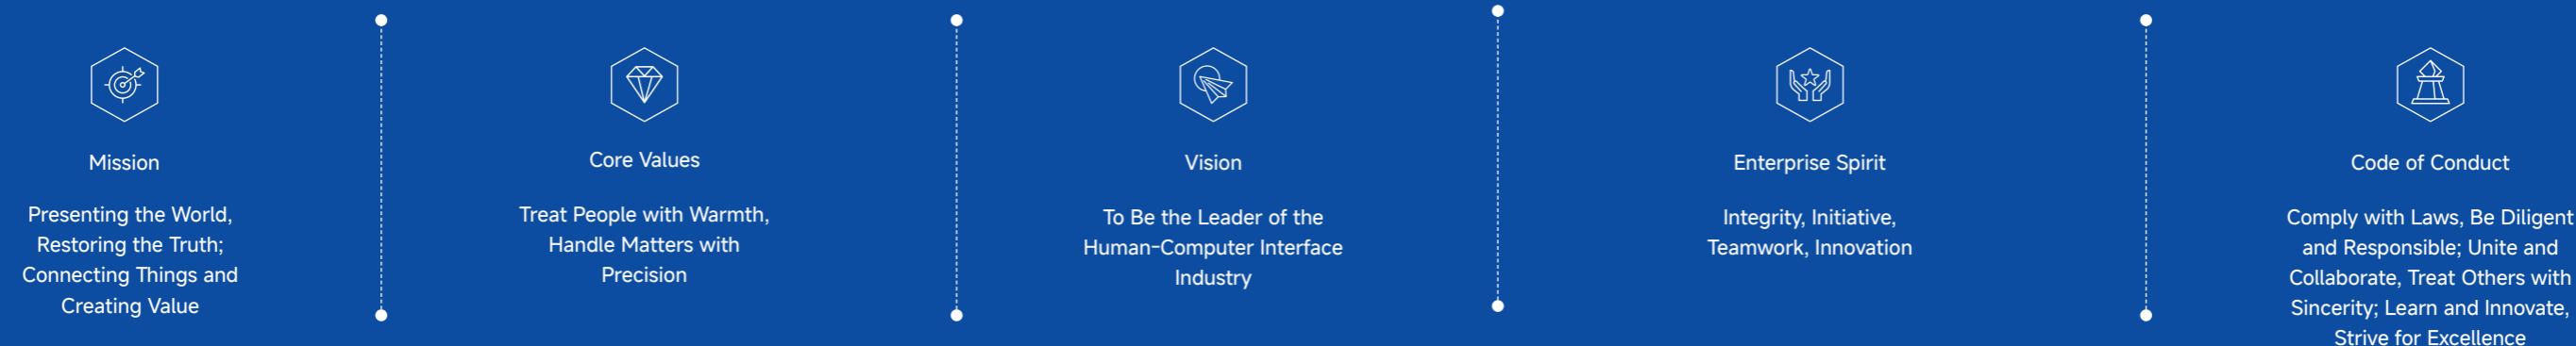 Mission
Presenting the World,
Restoring the Truth;
Connecting Things and
Creating Value
Core Values
Treat People with Warmth,
Handle Matters with
Precision
Vision
To Be the Leader of the
Human-Computer Interface
Industry
Enterprise Spirit
Integrity, Initiative,
Teamwork, Innovation
Code of Conduct
Comply with Laws, Be Diligent
and Responsible; Unite and
Collaborate, Treat Others with
Sincerity; Learn and Innovate,
Strive for Excellence